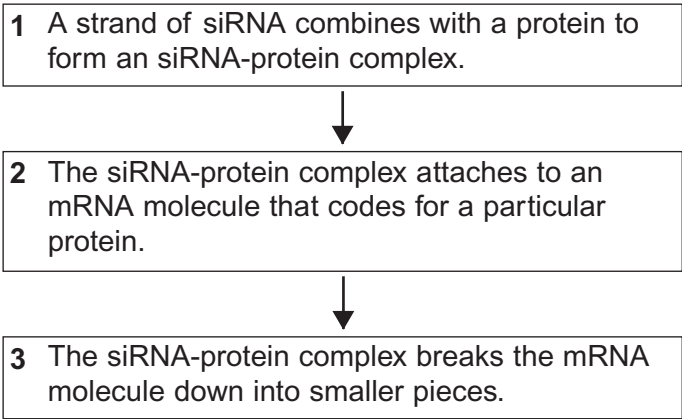 1 A strand of siRNA combines with a protein to
form an siRNA-protein complex.
2 The siRNA-protein complex attaches to an
mRNA molecule that codes for a particular
protein.
3 The siRNA-protein complex breaks the mRNA
molecule down into smaller pieces.